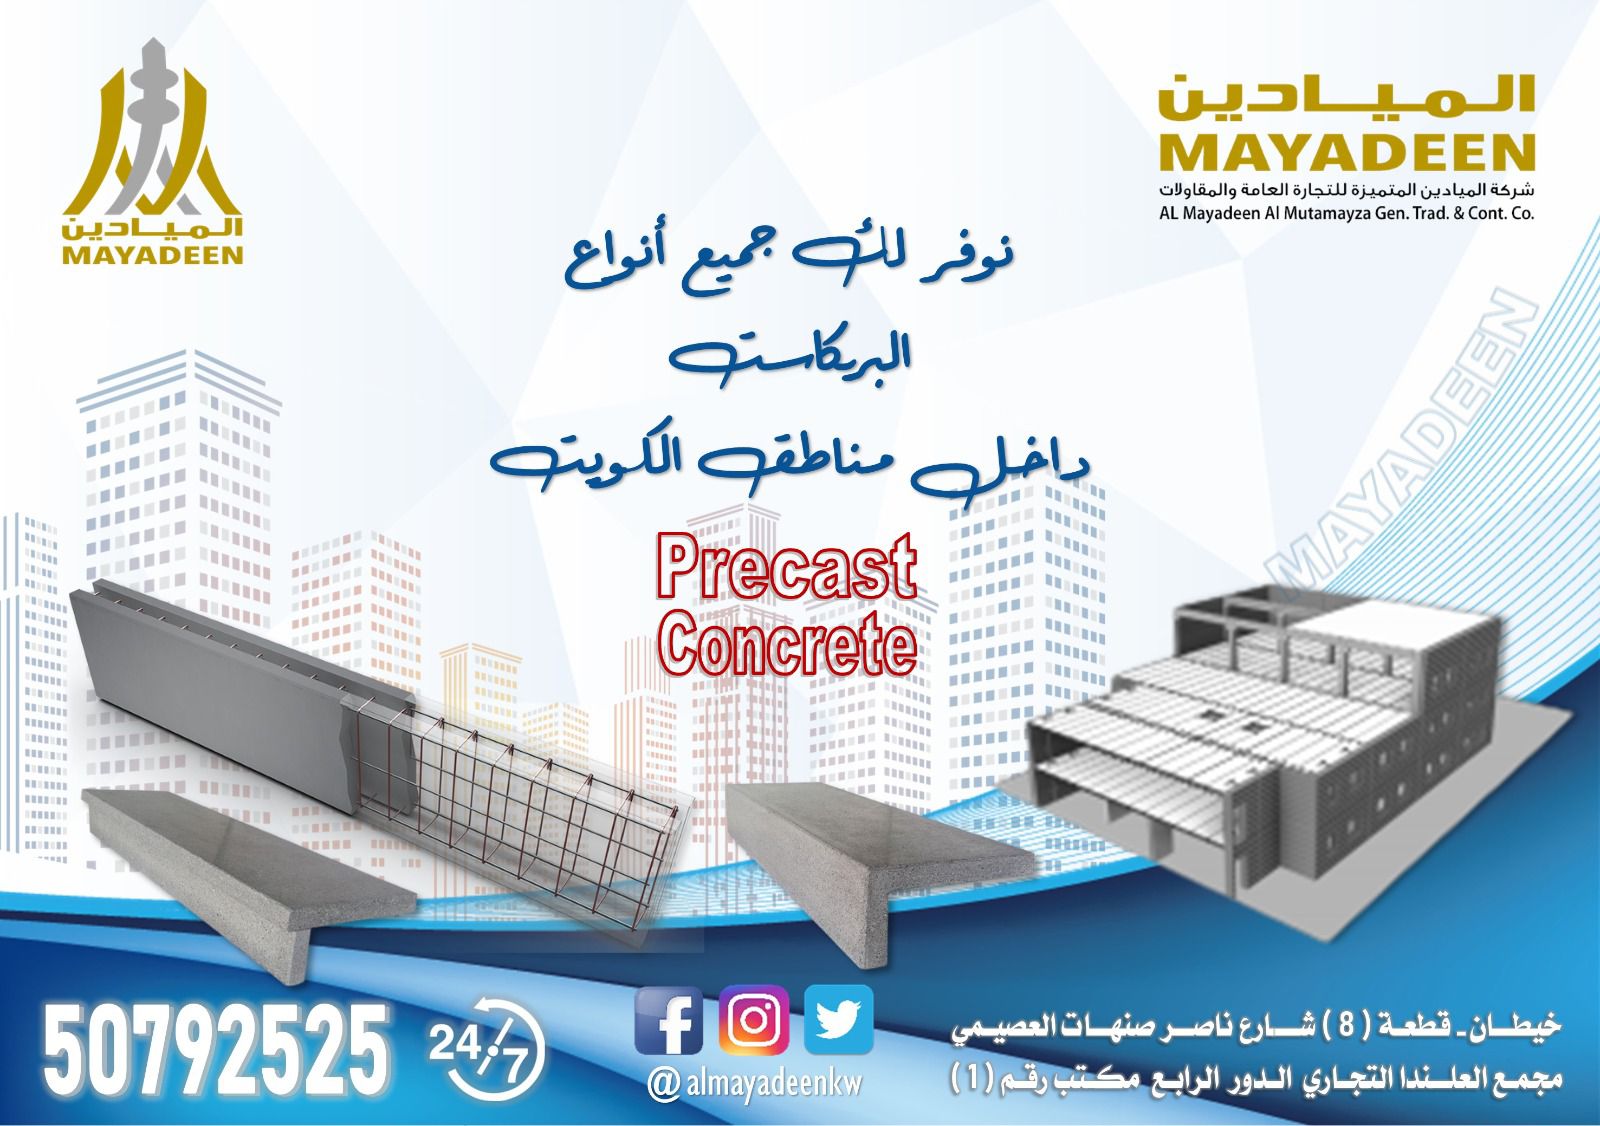 الميادين
MAYADEEN
الميادين
MAYADEEN
شركة الميادين المتميزة للتجارة العامة والمقاولات
AL Mayadeen Al Mutamayza Gen. Trad. & Cont. Co.
نوفر لك جميع أنواع
البريكاست
داخل مناطق الكويت
Precast
Concrete
MAYADEEN
50792525
24/7
@almayadeenkw
خيطان - قطعة ( 8 ) شارع ناصر صنهات العصيمي
مجمع العلندا التجاري الدور الرابع مكتب رقم ( 1 )